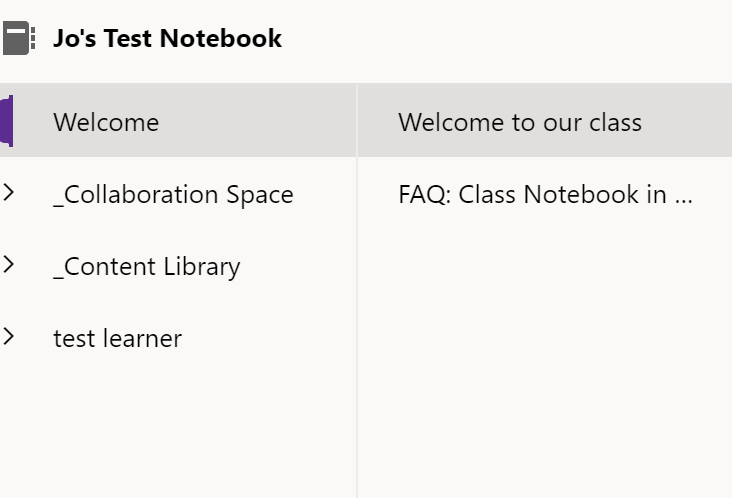 Jo's Test Notebook
Welcome
Welcome to our class
_Collaboration Space
FAQ: Class Notebook in ...
_Content Library
test learner